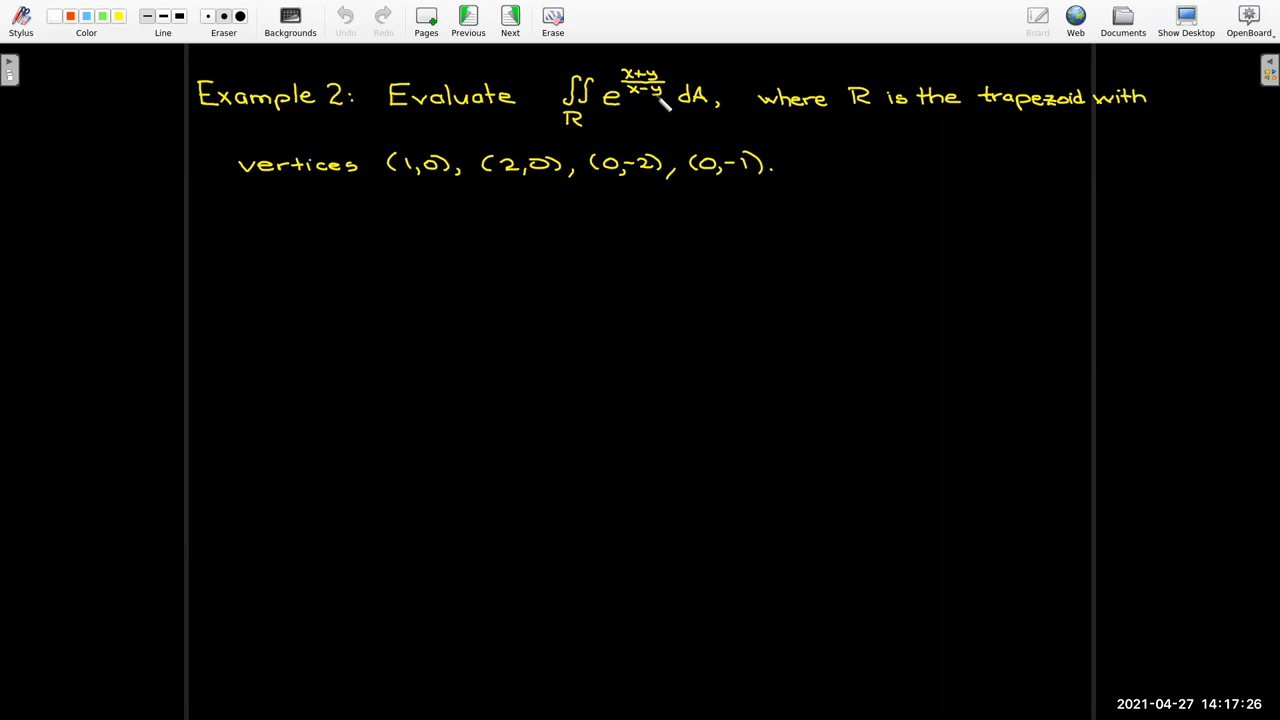 Stylus Color Line Eraser Backgrounds Undo Redo Pages Previous Next Erase Board Web Documents Show Desktop OpenBoard
Example 2: Evaluate ∬_R e^{\frac{x+y}{x-y}} dA, where R is the trapezoid with
vertices (1,0), (2,0), (0,-2), (0,-1).
2021-04-27 14:17:26